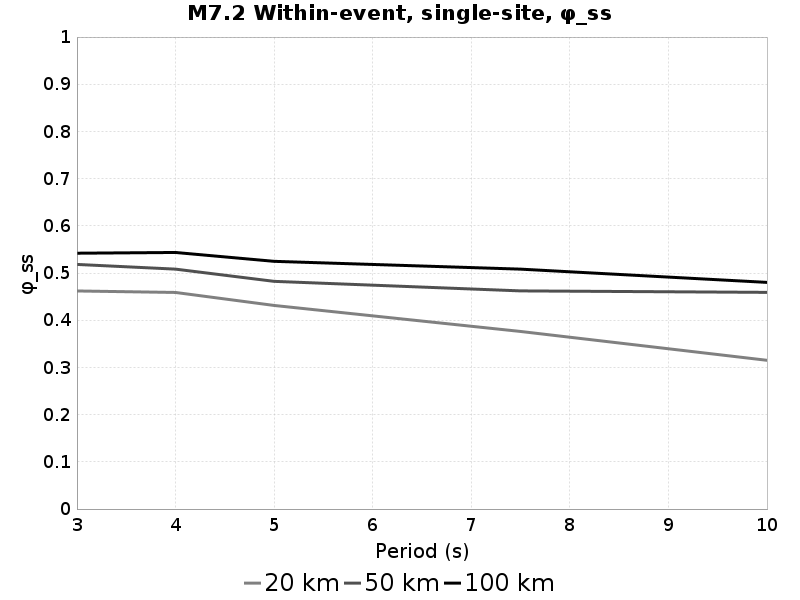 M7.2 Within-event, single-site, φ_ss
1
0.9
0.8
0.7
0.6
0.5
0.4
0.3
0.2
0.1
0
φ_ss
3 4 5 6 7 8 9 10
Period (s)
20 km 50 km 100 km